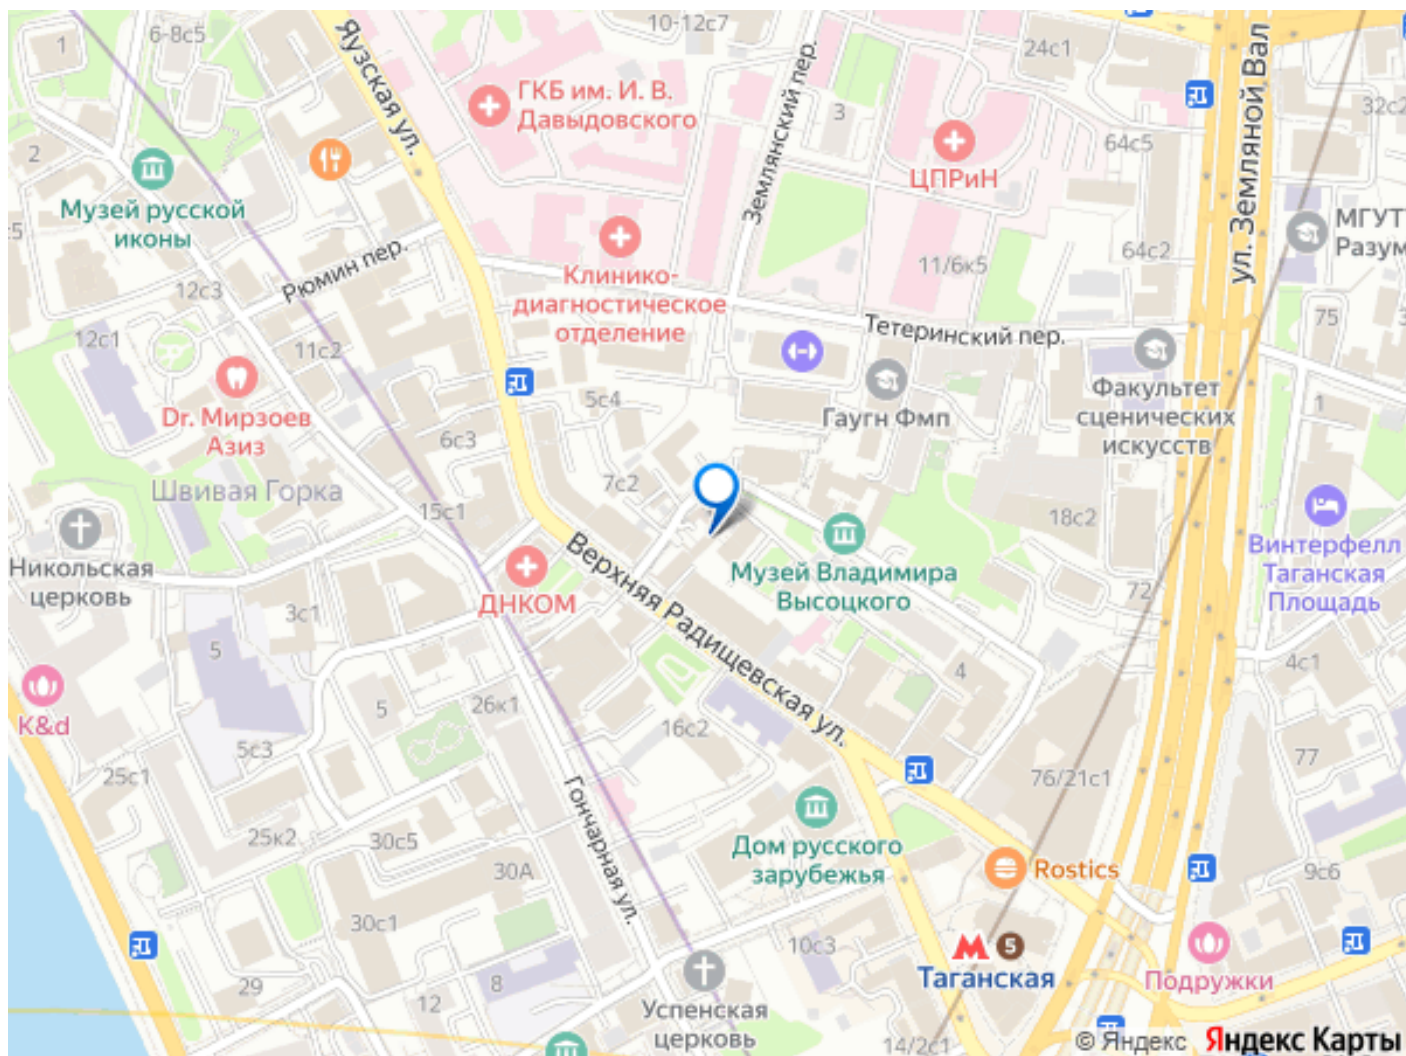 10-12с7
6-8с5
1
24с1
Яузская ул.
ул. Земляной Вал
Землянский пер.
ГКБ им. И. В.
Давыдовского
3
32с2
64с5
2
ЦПРиН
Музей русской
иконы
МГУТ
Разум
с5
Рюмин пер.
64с2
11/6к5
Клинико-
диагностическое
отделение
12с3
Тетеринский пер.
75
12с1
11с2
Факультет
сценических
искусств
Dr. Мирзоев
Азиз
5с4
Гаугн Фмп
1
6с3
Швивая Горка
7с2
15с1
18с2
Никольская
церковь
Верхняя Радищевская ул.
Музей Владимира
Высоцкого
Винтерфелл
Таганская
Площадь
72
ДНКОМ
3с1
5
4
4с1
K&d
5
26к1
16с2
5с3
25с1
76/21с1
77
Гончарная ул.
25к2
30с5
Дом русского
зарубежья
Rostics
30А
9с6
30с1
10с3
М 5
Таганская
Подружки
29
12
8
Успенская
церковь
14/2с1
© Яндекс Яндекс Карты